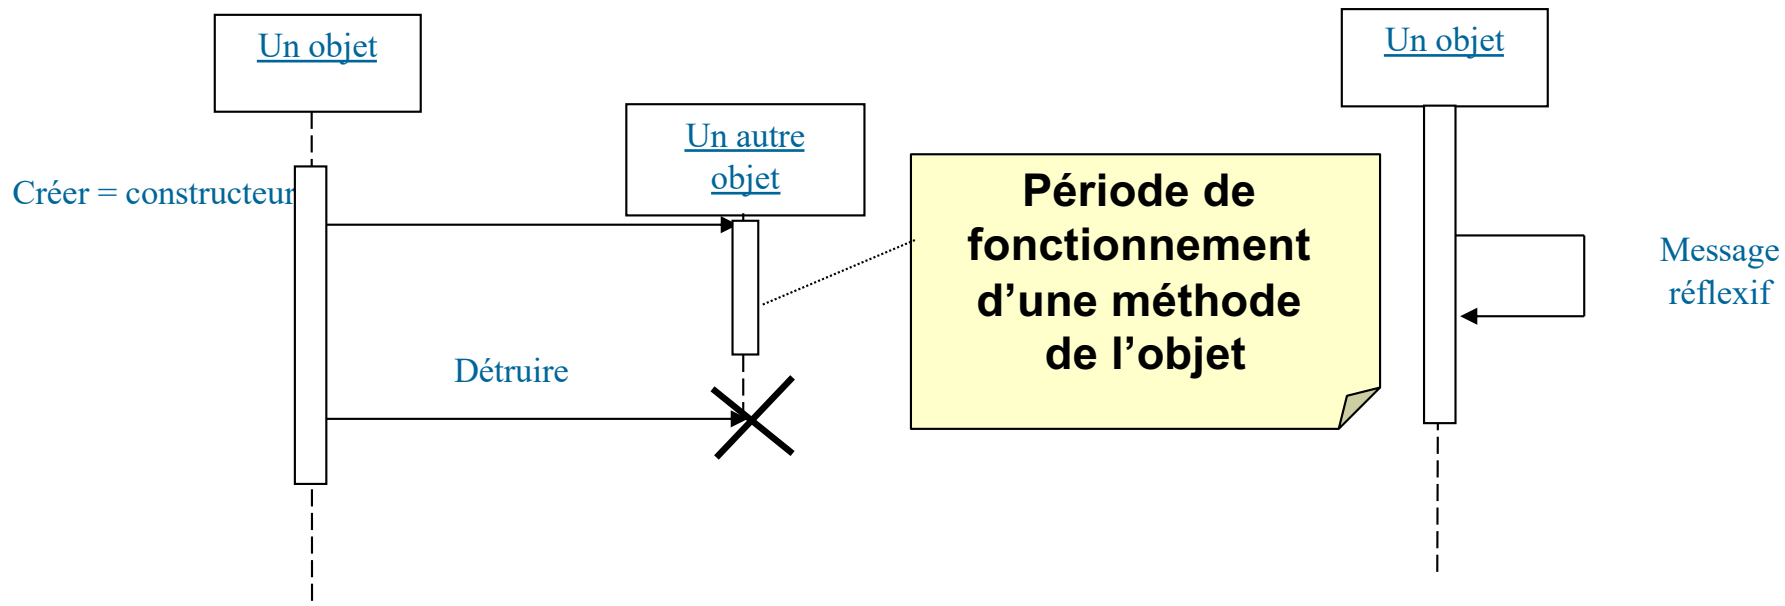 Un objet
Un autre
objet
Créer = constructeur
Détruire
Période de
fonctionnement
d’une méthode
de l’objet
Un objet
Message
réflexif